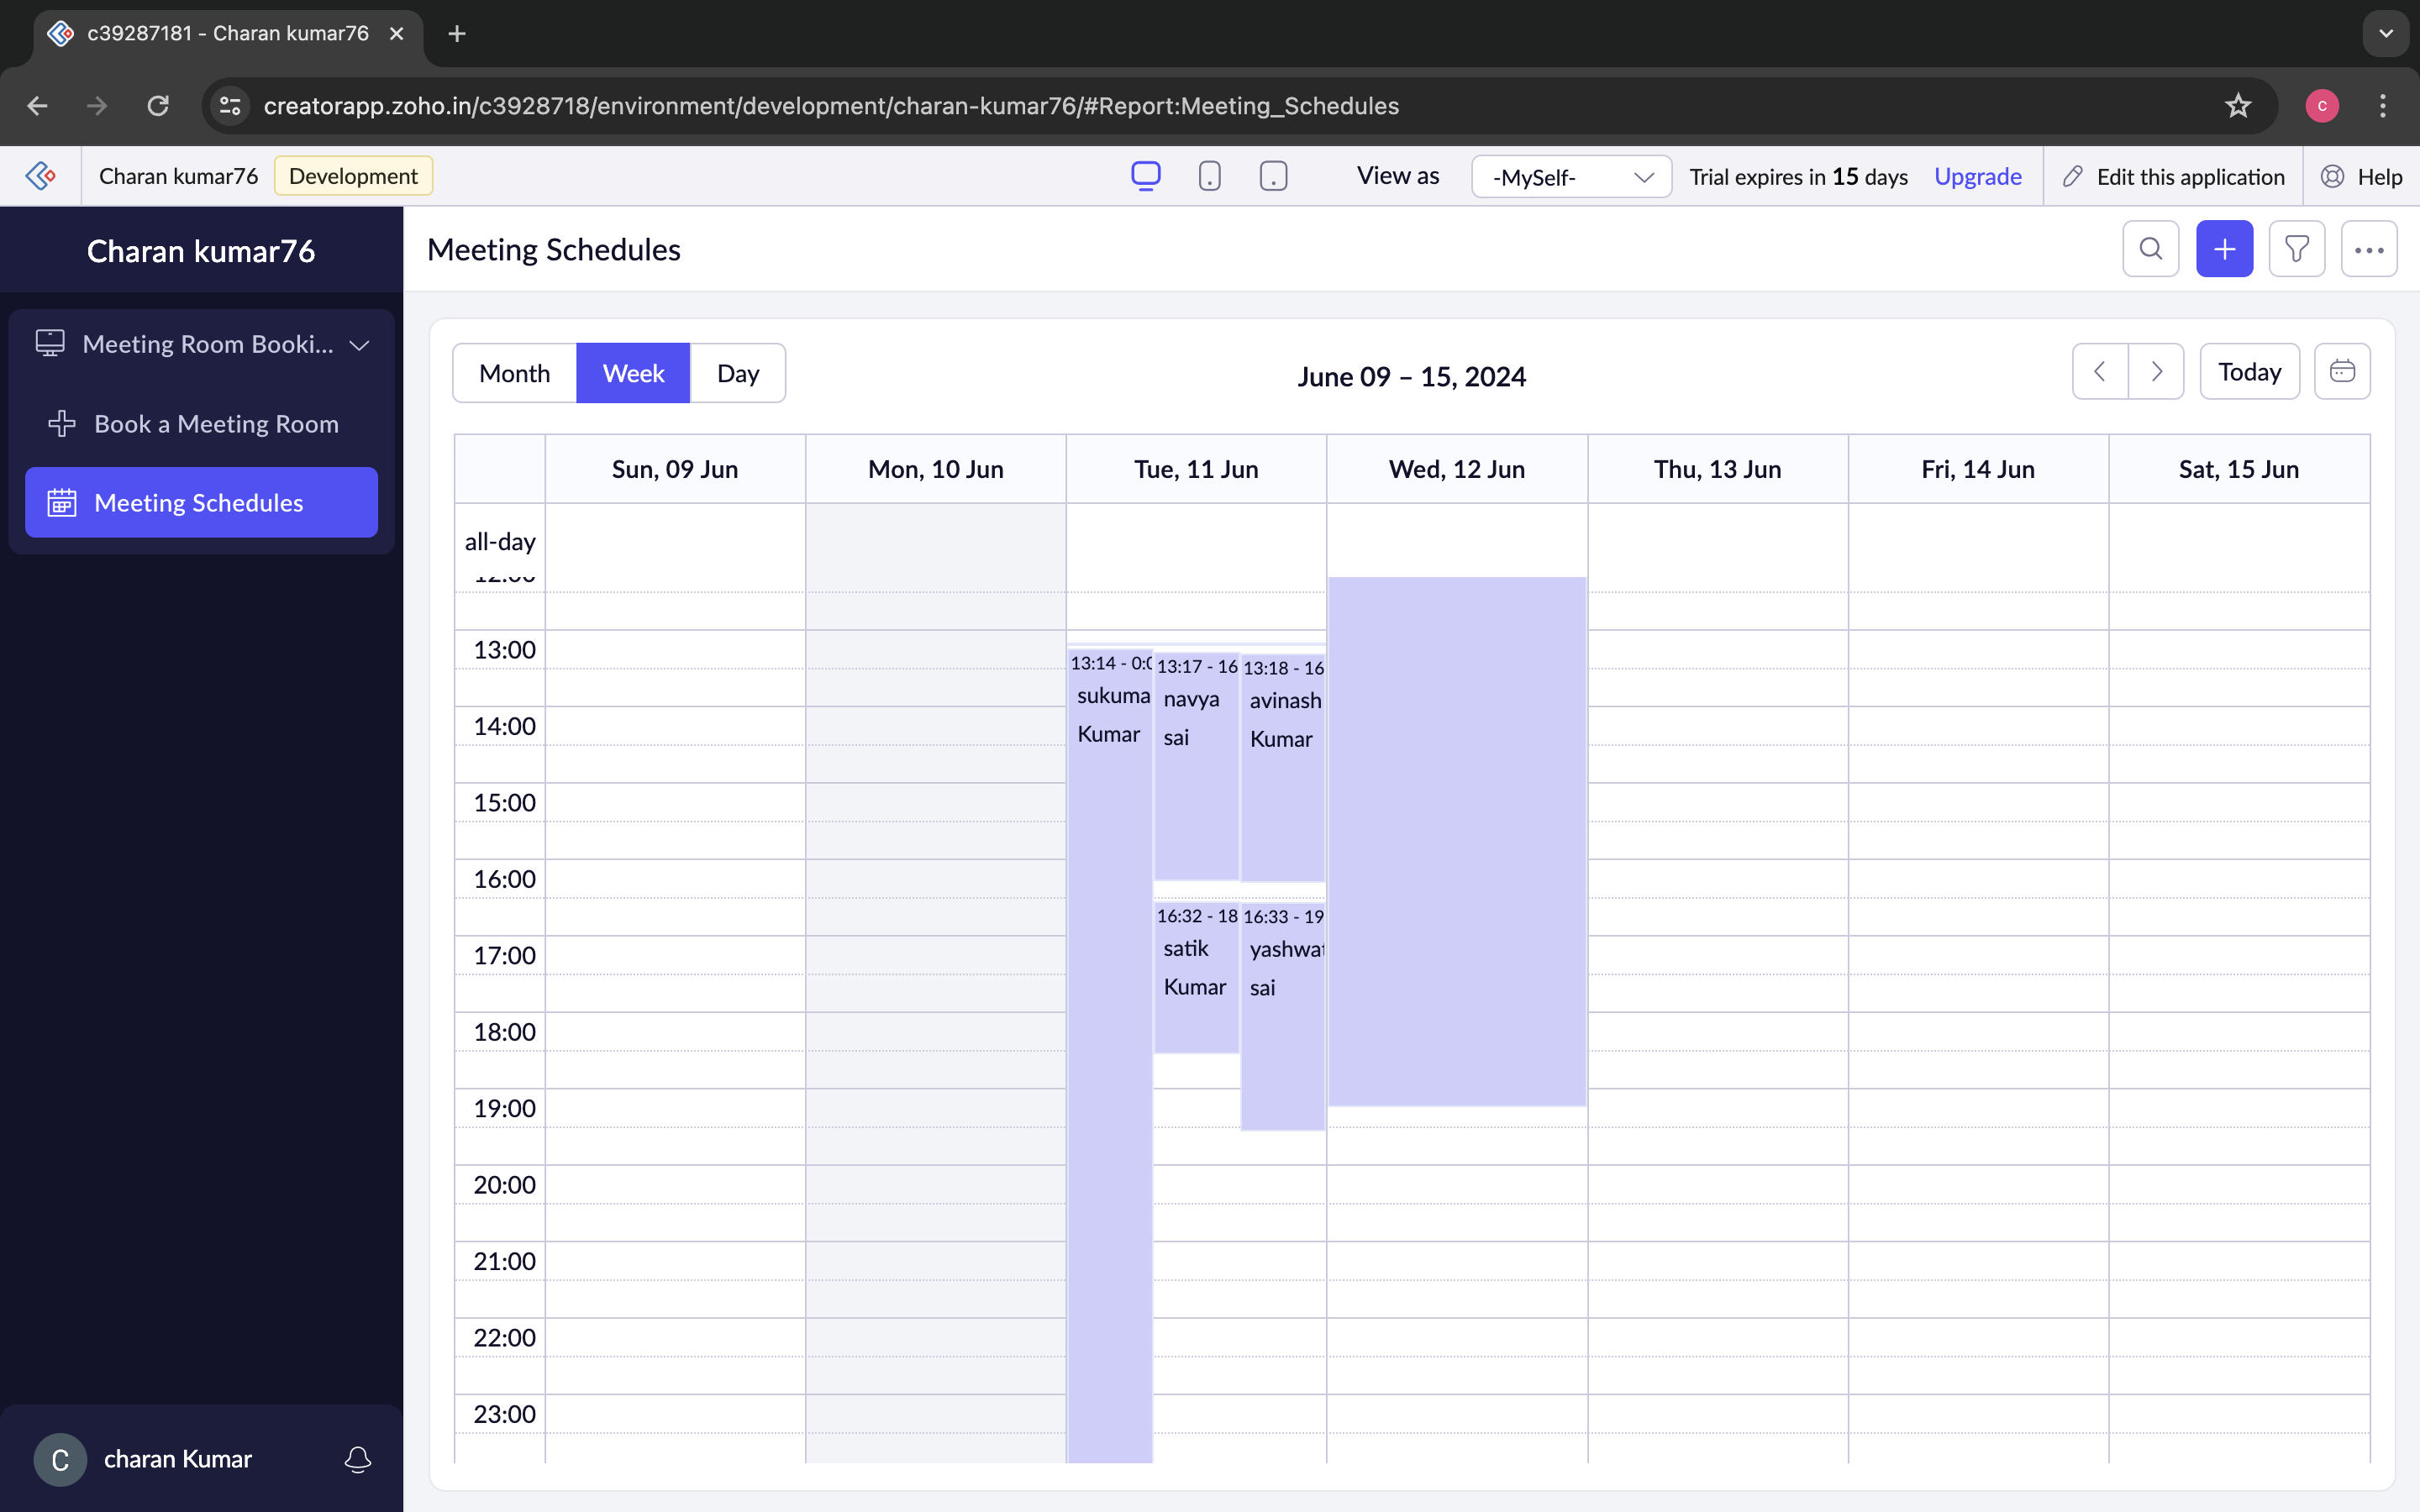 c39287181 - Charan kumar76
creatorapp.zoho.in/c3928718/environment/development/charan-kumar76/#Report:Meeting_Schedules
C
Charan kumar76 Development View as -MySelf- Trial expires in 15 days Upgrade Edit this application Help
Charan kumar76
Meeting Room Booki...
Book a Meeting Room
Meeting Schedules
C charan Kumar
Meeting Schedules
Month Week Day June 09 – 15, 2024 Today
Sun, 09 Jun Mon, 10 Jun Tue, 11 Jun Wed, 12 Jun Thu, 13 Jun Fri, 14 Jun Sat, 15 Jun
all-day
12:00
13:00
14:00
15:00
16:00
17:00
18:00
19:00
20:00
21:00
22:00
23:00
13:14 - 0:0
sukuma
Kumar
13:17 - 16
navya
sai
13:18 - 16
avinash
Kumar
16:32 - 18
satik
Kumar
16:33 - 19
yashwat
sai